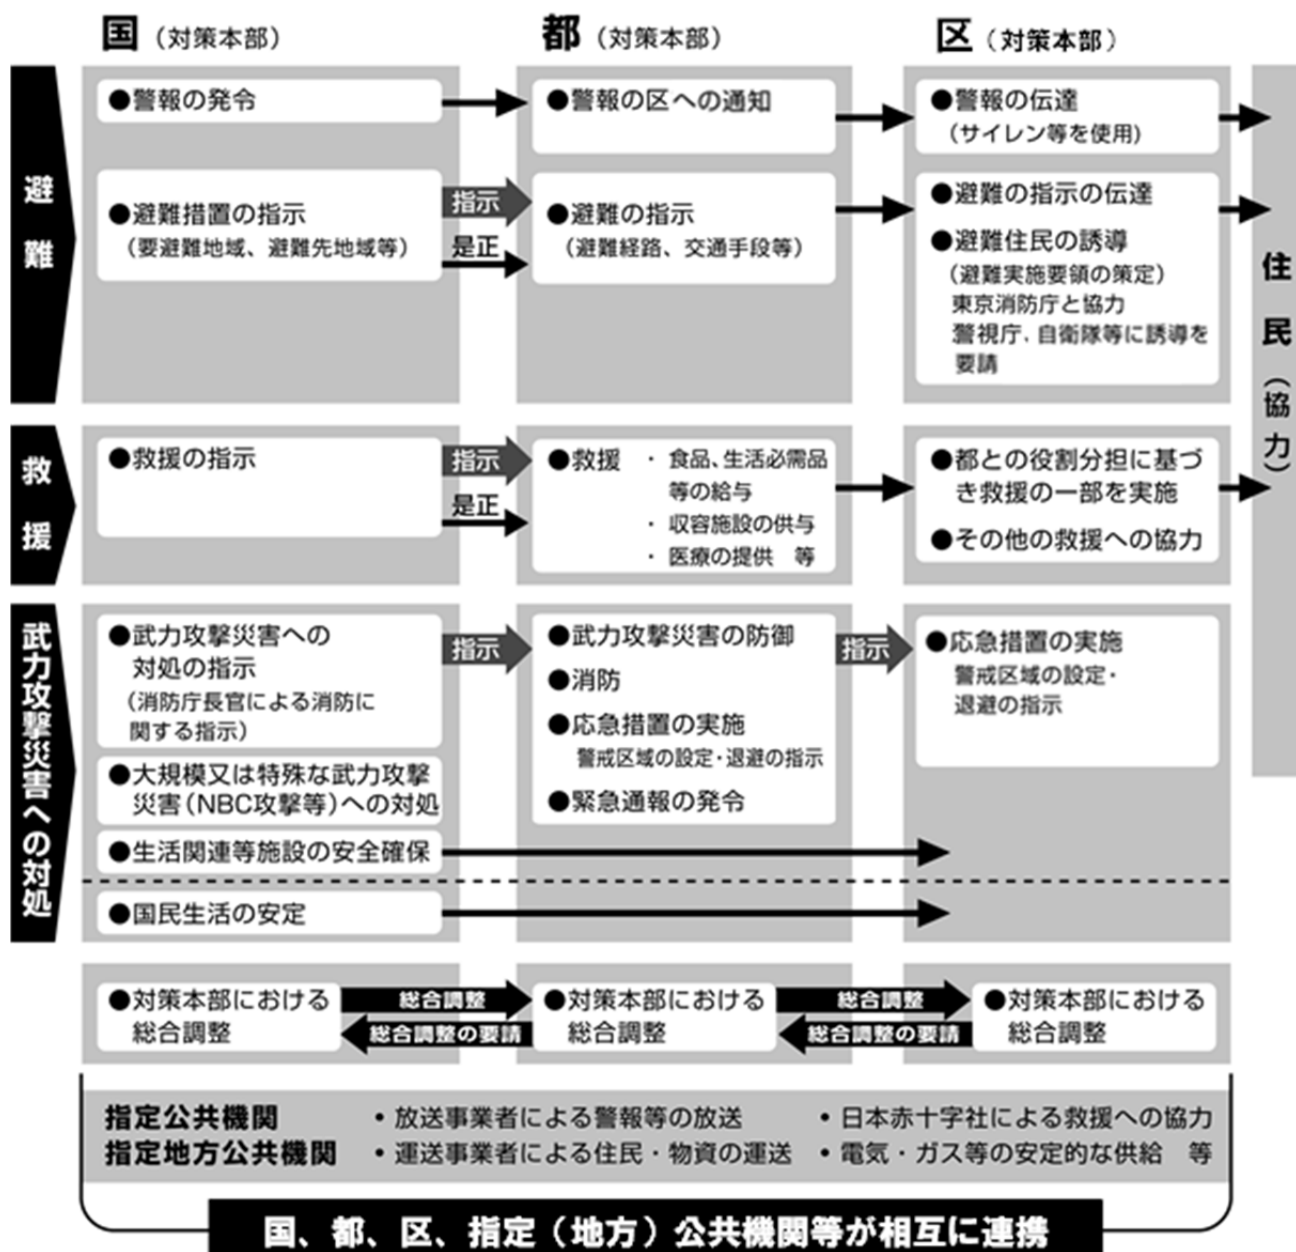 国（対策本部）
都（対策本部）
区（対策本部）
避難
●警報の発令
●警報の区への通知
●警報の伝達
（サイレン等を使用）
●避難措置の指示
（要避難地域、避難先地域等）
指示
是正
●避難の指示
（避難経路、交通手段等）
●避難の指示の伝達
●避難住民の誘導
（避難実施要領の策定）
東京消防庁と協力
警視庁、自衛隊等に誘導を
要請
住民（協力）
救援
●救援の指示
指示
是正
●救援 ・ 食品、生活必需品
等の給与
・ 収容施設の供与
・ 医療の提供　等
●都との役割分担に基づ
き救援の一部を実施
●その他の救援への協力
武力攻撃災害への対処
●武力攻撃災害への
対処の指示
（消防庁長官による消防に
関する指示）
指示
●大規模又は特殊な武力攻撃
災害（NBC攻撃等）への対処
●生活関連等施設の安全確保
●国民生活の安定
●武力攻撃災害の防御
●消防
●応急措置の実施
警戒区域の設定・退避の指示
●緊急通報の発令
指示
●応急措置の実施
警戒区域の設定・
退避の指示
●対策本部における
総合調整
総合調整
総合調整の要請
●対策本部における
総合調整
総合調整
総合調整の要請
●対策本部における
総合調整
指定公共機関 • 放送事業者による警報等の放送 • 日本赤十字社による救援への協力
指定地方公共機関 • 運送事業者による住民・物資の運送 • 電気・ガス等の安定的な供給　等
国、都、区、指定（地方）公共機関等が相互に連携